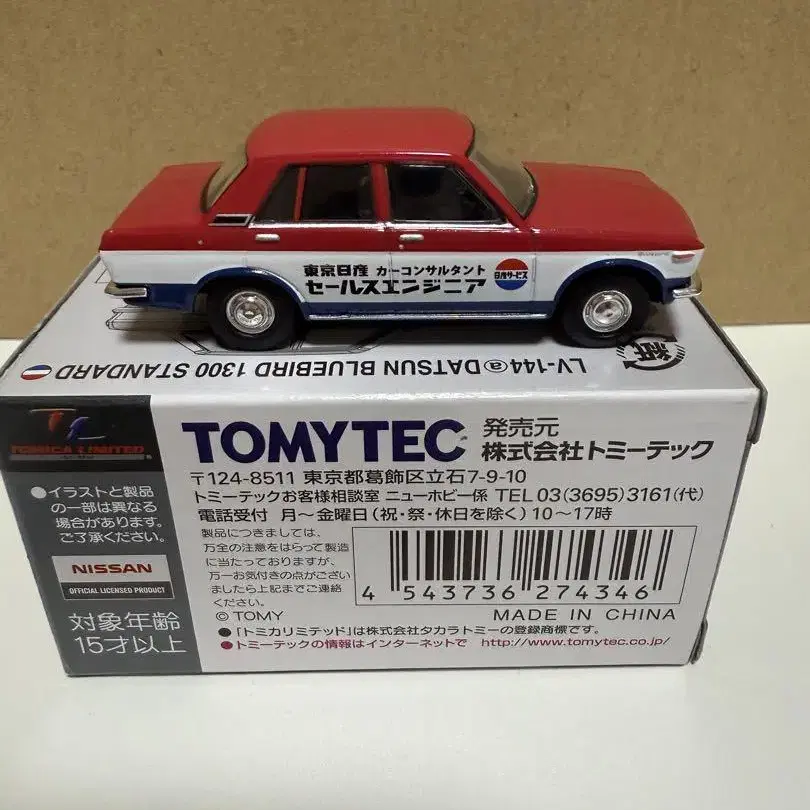 東京日産 カーコンサルタント
セールスエンジニア
日産サービス
LV-144ⓐDATSUN BLUEBIRD 1300 STANDARD
紙
TOMICA LIMITED
●イラストと製品
の一部は異なる
場合があります。
ご了承ください。
NISSAN
OFFICIAL LICENSED PRODUCT
対象年齢
15才以上
TOMYTEC
発売元
株式会社トミーテック
〒124-8511 東京都葛飾区立石7-9-10
トミーテックお客様相談室 ニューホビー係 TEL 03(3695)3161(代)
電話受付 月～金曜日(祝・祭・休日を除く) 10～17時
製品につきましては、
万全の注意をはらって製造
に当たっておりますが、
万一お気付きの点がござい
ましたら上記までご連絡
ください。
4 543736 274346
© TOMY
MADE IN CHINA
●「トミカリミテッド」は株式会社タカラトミーの登録商標です。
●トミーテックの情報はインターネットで http://www.tomytec.co.jp/